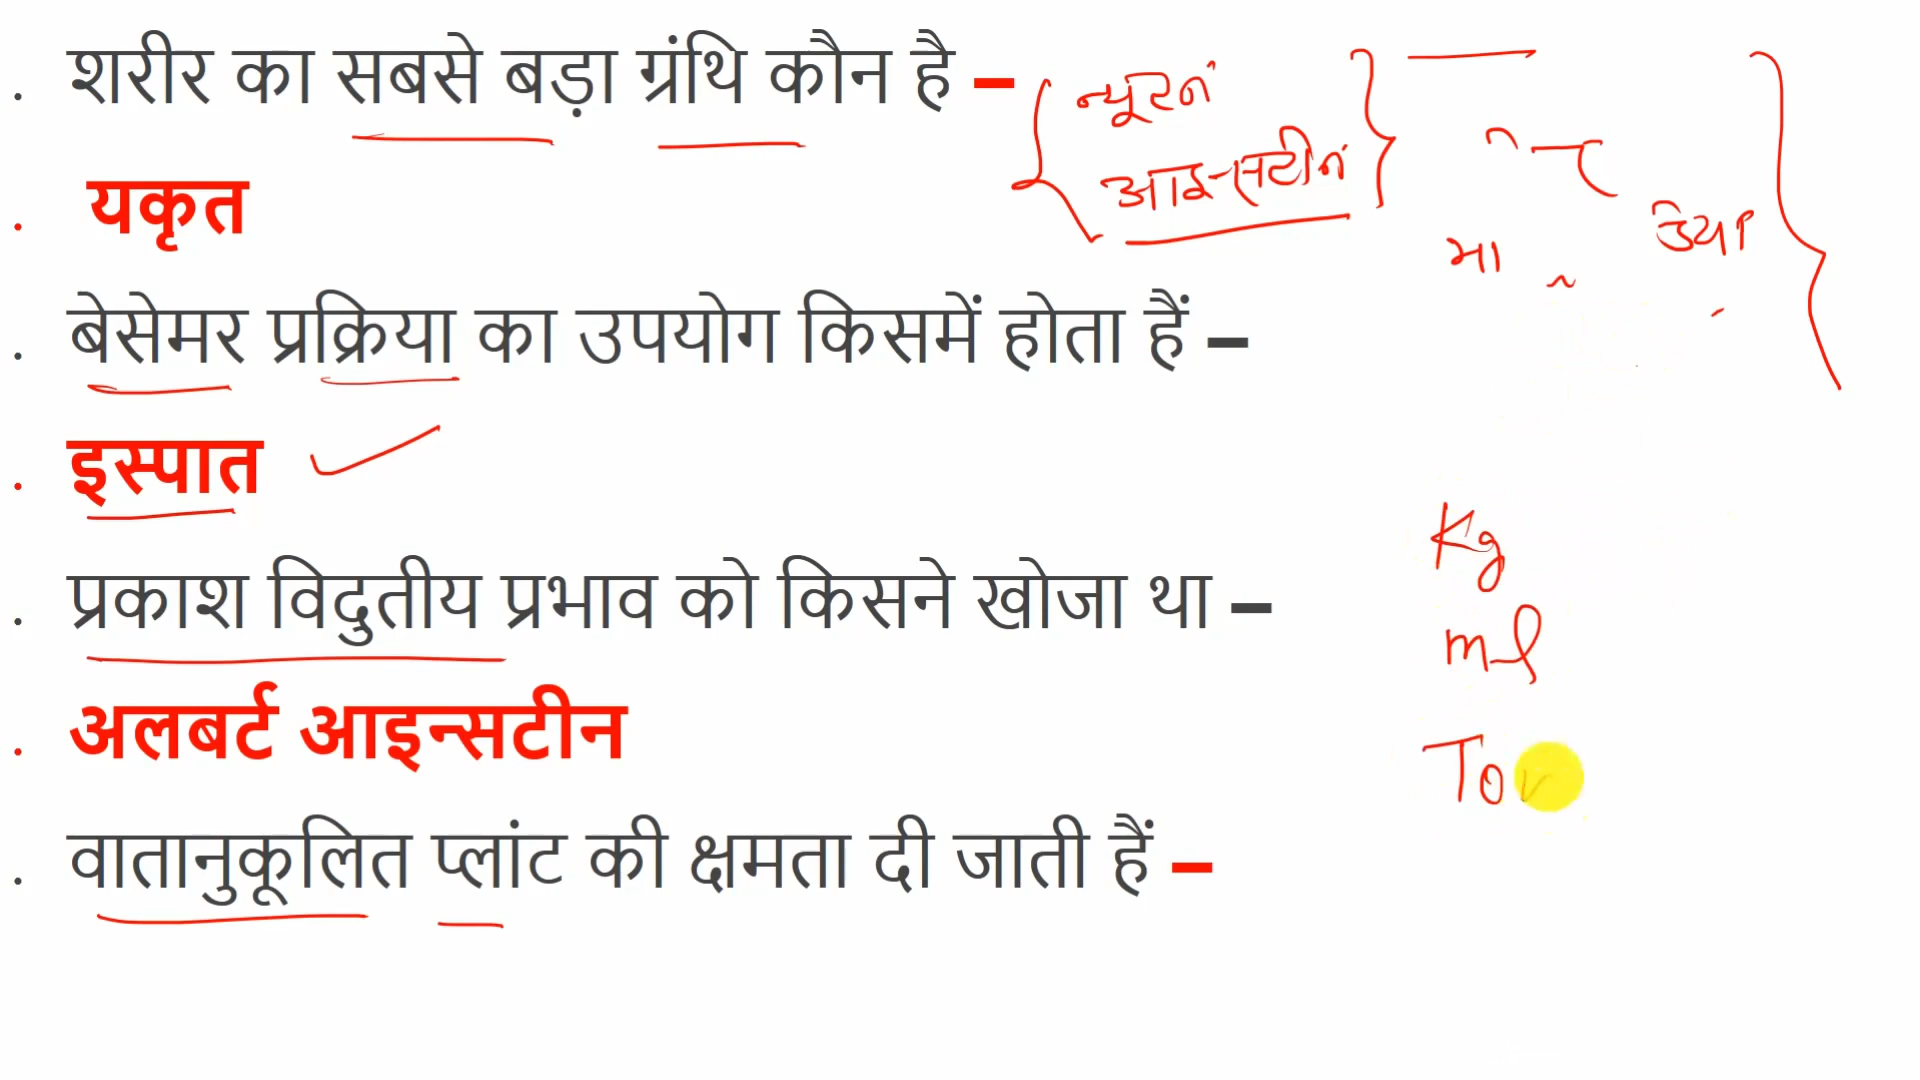 . शरीर का सबसे बड़ा ग्रंथि कौन है –
. यकृत
. बेसेमर प्रक्रिया का उपयोग किसमें होता हैं –
. इस्पात
. प्रकाश विदुतीय प्रभाव को किसने खोजा था –
. अलबर्ट आइन्सटीन
. वातानुकूलित प्लांट की क्षमता दी जाती हैं –
आइन्सटीन
Kg
ml